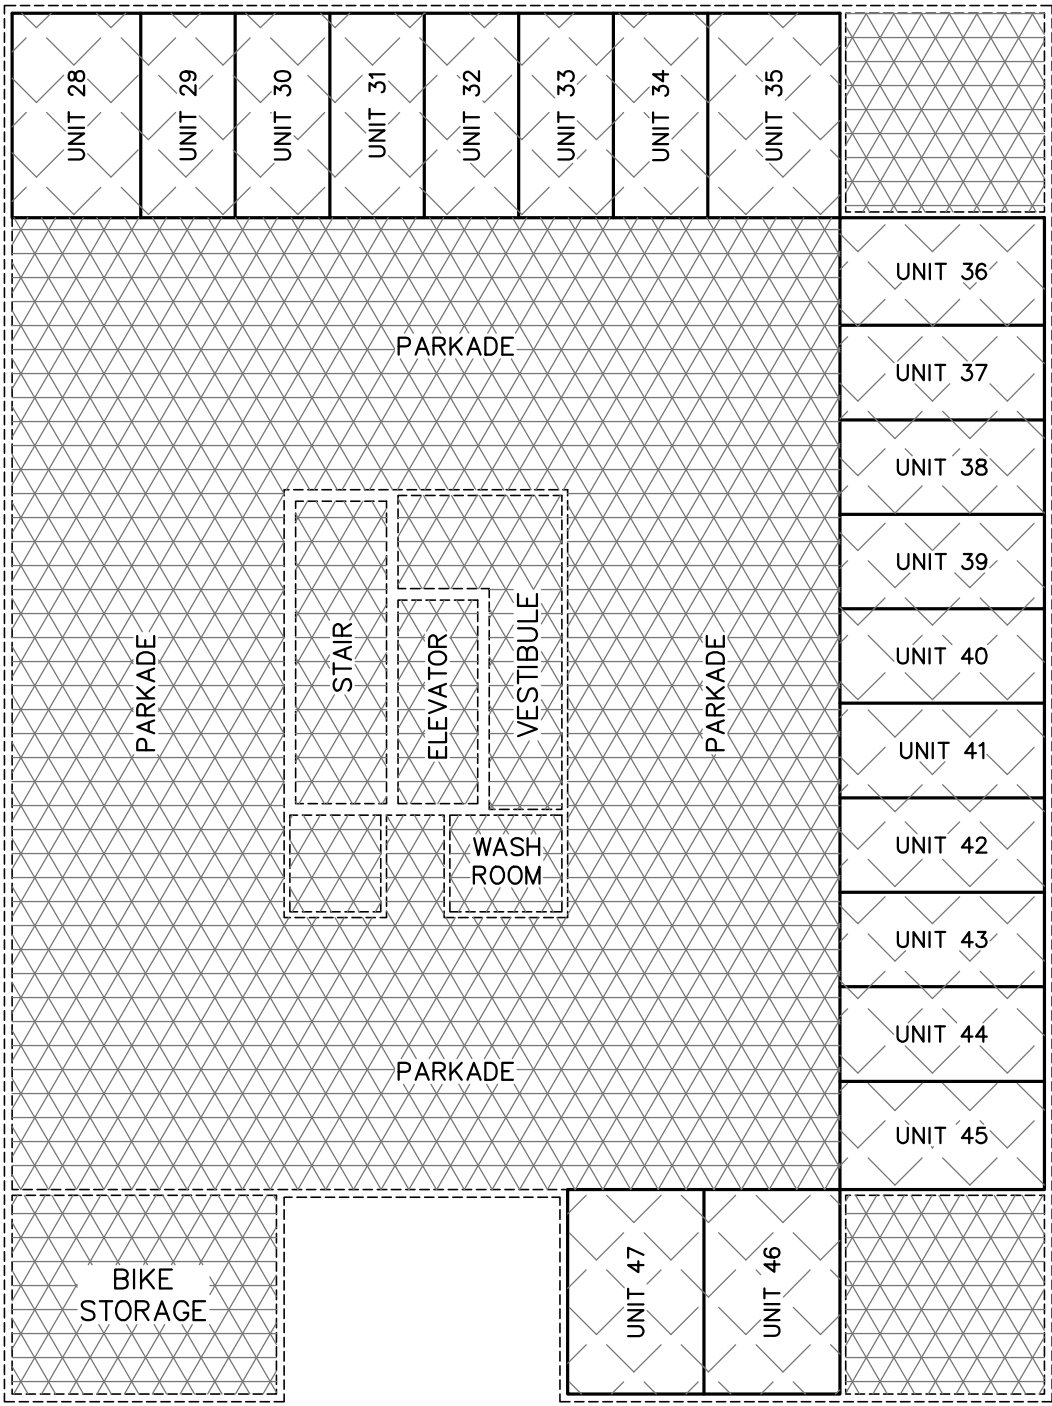 UNIT 28
UNIT 29
UNIT 30
UNIT 31
UNIT 32
UNIT 33
UNIT 34
UNIT 35
UNIT 36
PARKADE
UNIT 37
UNIT 38
UNIT 39
PARKADE
STAIR
ELEVATOR
VESTIBULE
PARKADE
UNIT 40
UNIT 41
WASH
ROOM
UNIT 42
UNIT 43
UNIT 44
PARKADE
UNIT 45
BIKE
STORAGE
UNIT 47
UNIT 46